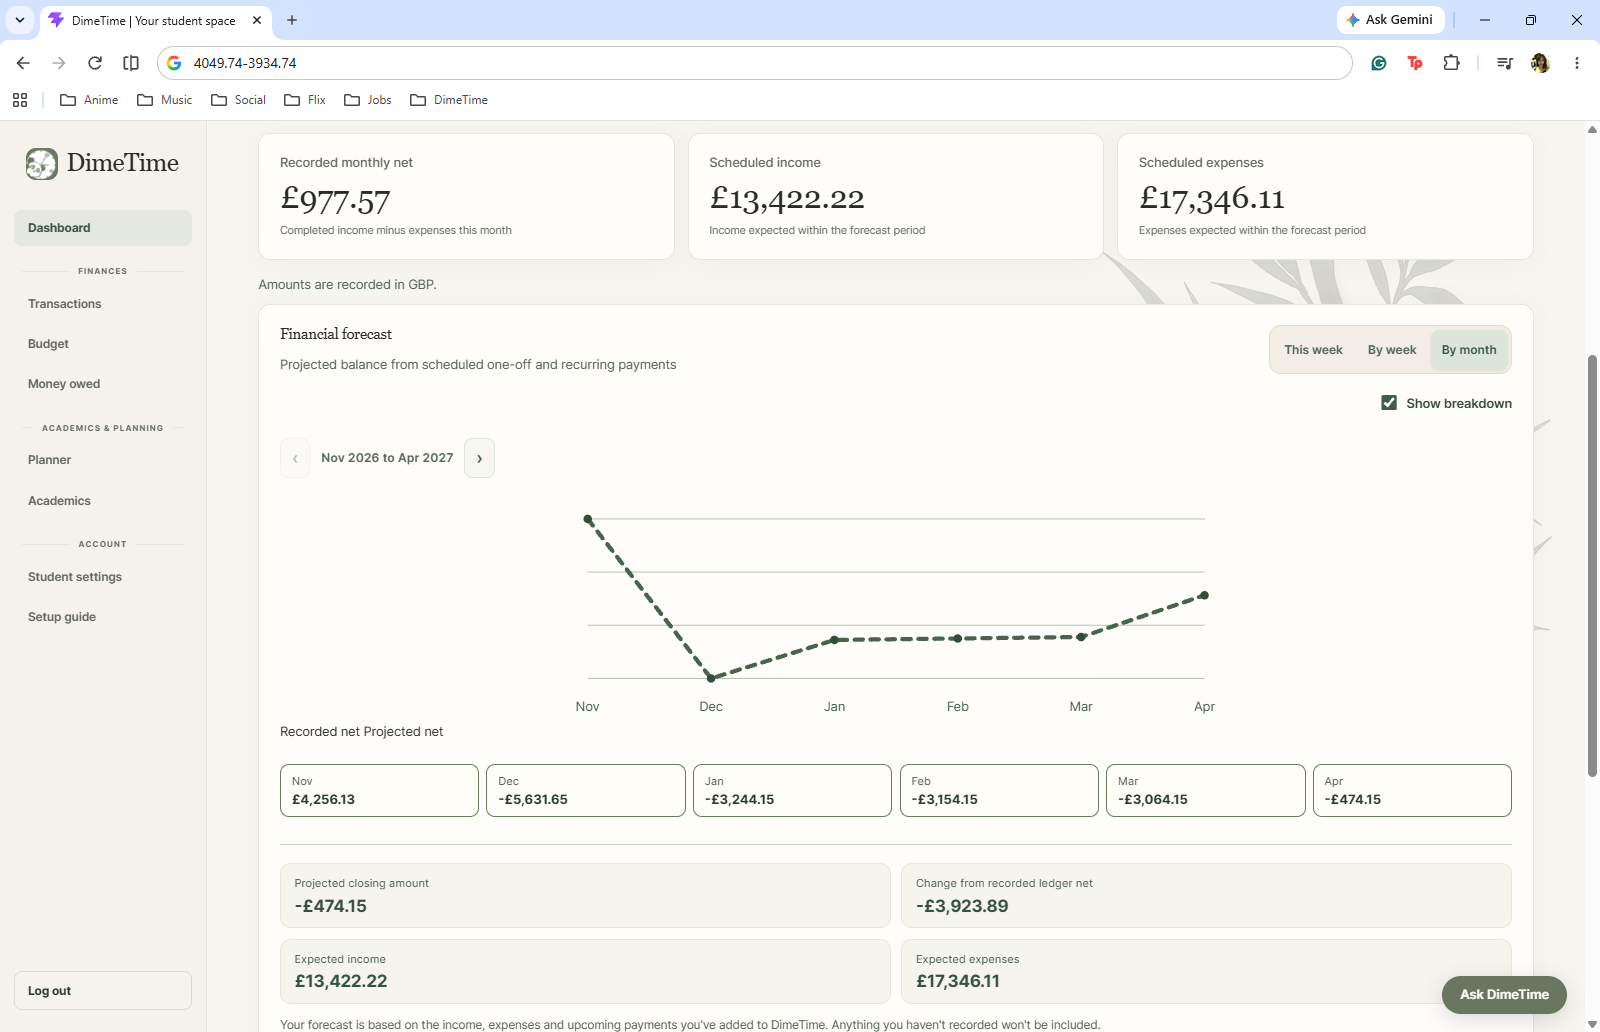 DimeTime | Your student space
Ask Gemini
4049.74-3934.74
Anime
Music
Social
Flix
Jobs
DimeTime
DimeTime
Dashboard
FINANCES
Transactions
Budget
Money owed
ACADEMICS & PLANNING
Planner
Academics
ACCOUNT
Student settings
Setup guide
Log out
Recorded monthly net
£977.57
Completed income minus expenses this month
Scheduled income
£13,422.22
Income expected within the forecast period
Scheduled expenses
£17,346.11
Expenses expected within the forecast period
Amounts are recorded in GBP.
Financial forecast
Projected balance from scheduled one-off and recurring payments
This week
By week
By month
Show breakdown
Nov 2026 to Apr 2027
Nov
Dec
Jan
Feb
Mar
Apr
Recorded net Projected net
Nov
£4,256.13
Dec
-£5,631.65
Jan
-£3,244.15
Feb
-£3,154.15
Mar
-£3,064.15
Apr
-£474.15
Projected closing amount
-£474.15
Change from recorded ledger net
-£3,923.89
Expected income
£13,422.22
Expected expenses
£17,346.11
Ask DimeTime
Your forecast is based on the income, expenses and upcoming payments you've added to DimeTime. Anything you haven't recorded won't be included.